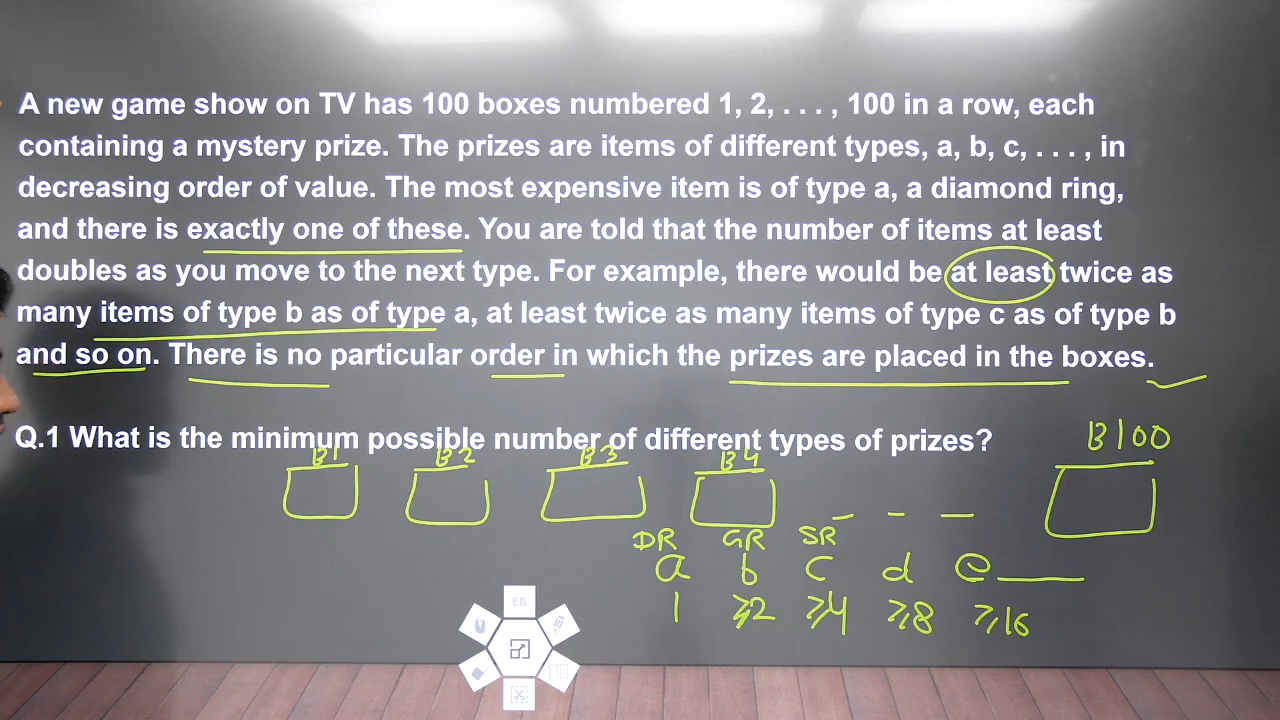 A new game show on TV has 100 boxes numbered 1, 2, . . . , 100 in a row, each
containing a mystery prize. The prizes are items of different types, a, b, c, . . . , in
decreasing order of value. The most expensive item is of type a, a diamond ring,
and there is exactly one of these. You are told that the number of items at least
doubles as you move to the next type. For example, there would be at least twice as
many items of type b as of type a, at least twice as many items of type c as of type b
and so on. There is no particular order in which the prizes are placed in the boxes.
Q.1 What is the minimum possible number of different types of prizes?
B1 B2 B3 B4 B100
DR GR SR
a b c d e
1 ≥2 ≥4 ≥8 ≥16
EB